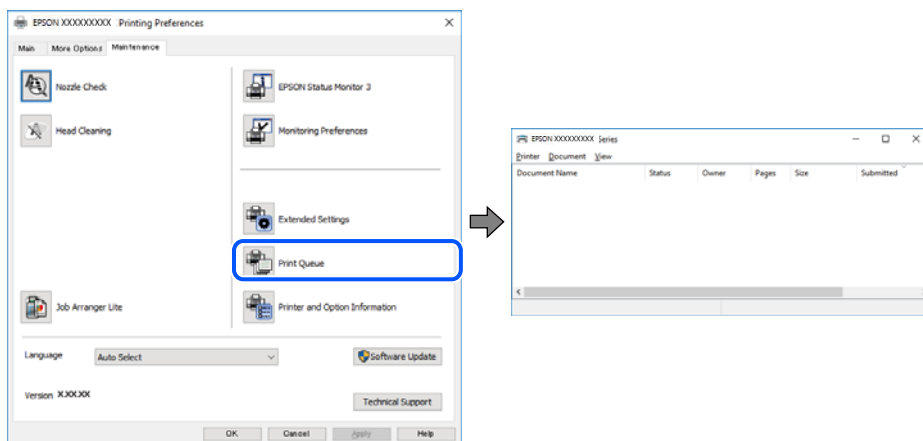 EPSON XXXXXXXXX Printing Preferences
Main More Options Maintenance
Nozzle Check
EPSON Status Monitor 3
Head Cleaning
Monitoring Preferences
Extended Settings
Print Queue
Job Arranger Lite
Printer and Option Information
Language Auto Select Software Update
Version X.XX.XX
Technical Support
OK Cancel Apply Help
EPSON XXXXXXXXX Series
Printer Document View
Document Name Status Owner Pages Size Submitted